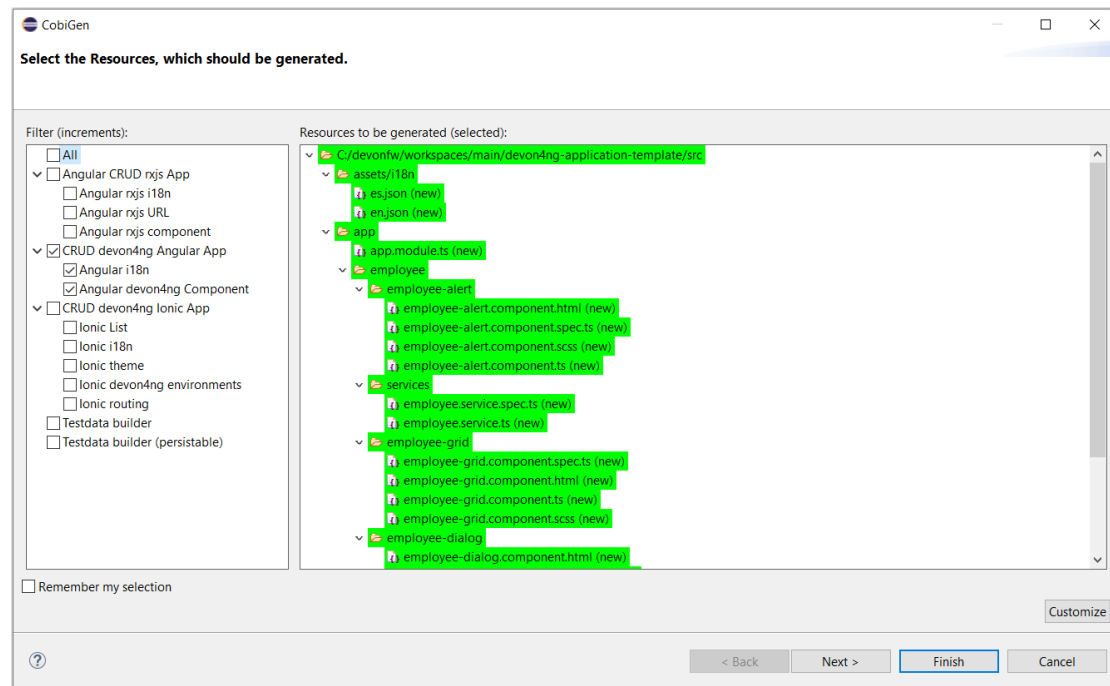 CobiGen
Select the Resources, which should be generated.
Filter (increments):
All
Angular CRUD rxjs App
Angular rxjs i18n
Angular rxjs URL
Angular rxjs component
CRUD devon4ng Angular App
Angular i18n
Angular devon4ng Component
CRUD devon4ng Ionic App
Ionic List
Ionic i18n
Ionic theme
Ionic devon4ng environments
Ionic routing
Testdata builder
Testdata builder (persistable)
Resources to be generated (selected):
C:/devonfw/workspaces/main/devon4ng-application-template/src
assets/i18n
es.json (new)
en.json (new)
app
app.module.ts (new)
employee
employee-alert
employee-alert.component.html (new)
employee-alert.component.spec.ts (new)
employee-alert.component.scss (new)
employee-alert.component.ts (new)
services
employee.service.spec.ts (new)
employee.service.ts (new)
employee-grid
employee-grid.component.spec.ts (new)
employee-grid.component.html (new)
employee-grid.component.ts (new)
employee-grid.component.scss (new)
employee-dialog
employee-dialog.component.html (new)
Remember my selection
Customize
?
< Back
Next >
Finish
Cancel